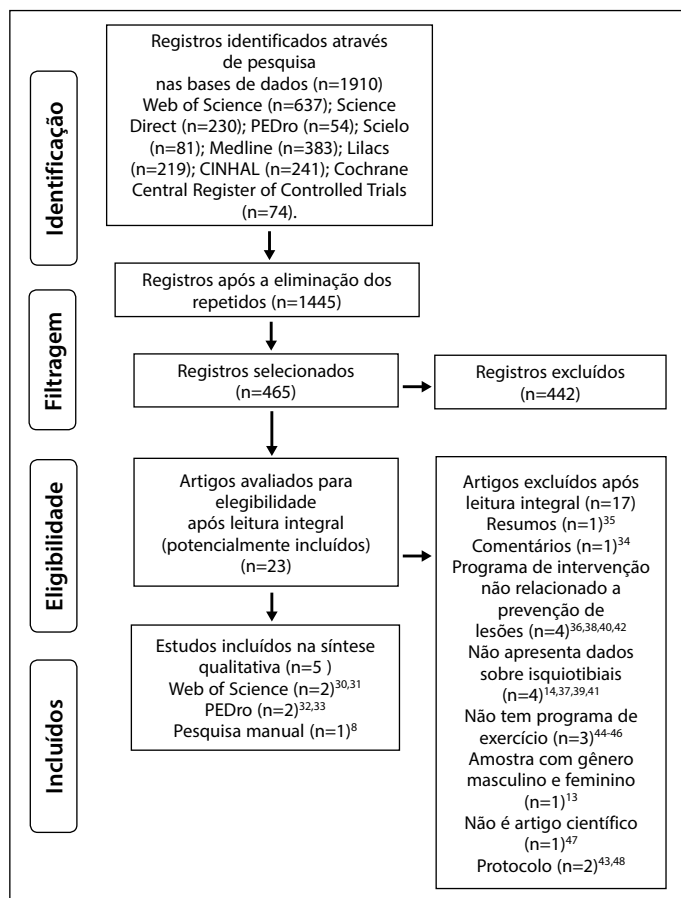 Identificação
Registros identificados através
de pesquisa
nas bases de dados (n=1910)
Web of Science (n=637); Science
Direct (n=230); PEDro (n=54); Scielo
(n=81); Medline (n=383); Lilacs
(n=219); CINHAL (n=241); Cochrane
Central Register of Controlled Trials
(n=74).
Filtragem
Registros após a eliminação dos
repetidos (n=1445)
Registros selecionados
(n=465)
Registros excluídos
(n=442)
Eligibilidade
Artigos avaliados para
elegibilidade
após leitura integral
(potencialmente incluídos)
(n=23)
Artigos excluídos após
leitura integral (n=17)
Resumos (n=1)35
Comentários (n=1)34
Programa de intervenção
não relacionado a
prevenção de
lesões (n=4)36,38,40,42
Não apresenta dados
sobre isquiotibiais
(n=4)14,37,39,41
Não tem programa de
exercício (n=3)44-46
Amostra com gênero
masculino e feminino
(n=1)13
Não é artigo científico
(n=1)47
Protocolo (n=2)43,48
Incluídos
Estudos incluídos na síntese
qualitativa (n=5 )
Web of Science (n=2)30,31
PEDro (n=2)32,33
Pesquisa manual (n=1)8